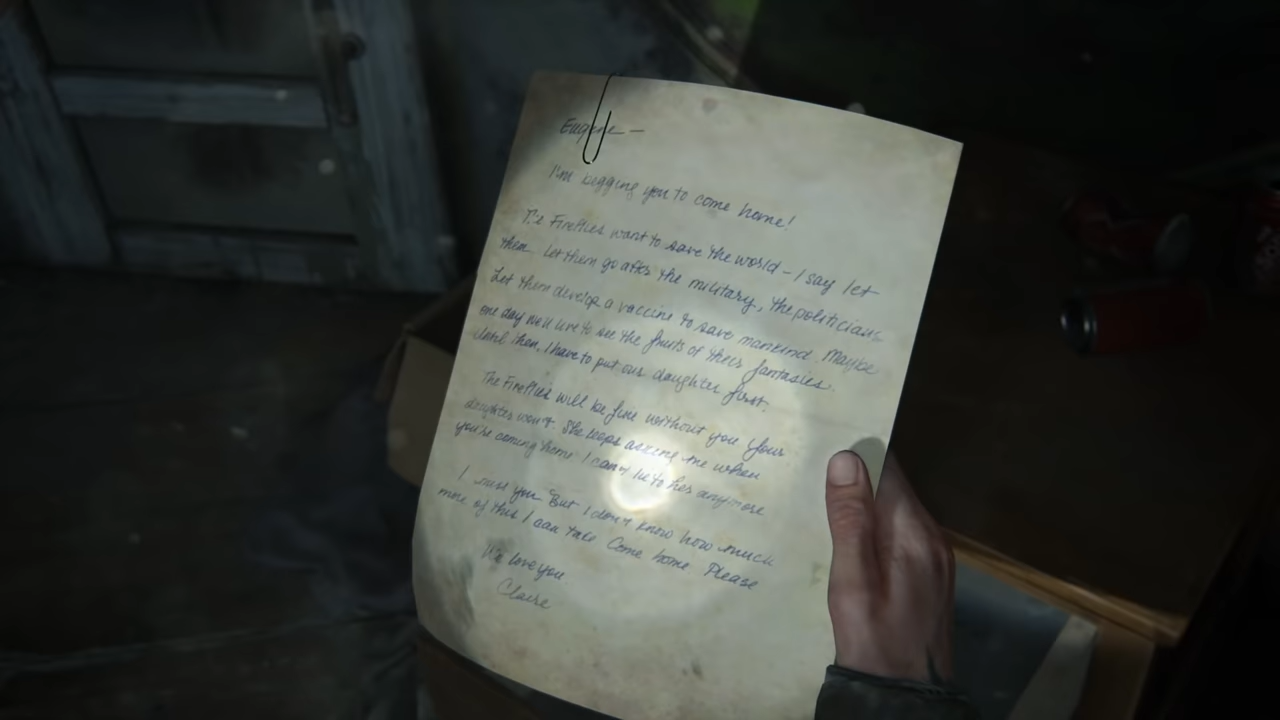 Eugene —
I'm begging you to come home!
The Fireflies want to save the world – I say let
them. Let them go after the military, the politicians
Let them develop a vaccine to save mankind. Maybe
one day we'll live to see the fruits of their fantasies.
Until then, I have to put our daughter first.
The Fireflies will be fine without you. Your
daughter won't. She keeps asking me when
you're coming home. I can't lie to her anymore
I miss you. But I don't know how much
more of this I can take. Come home. Please
We love you
Claire